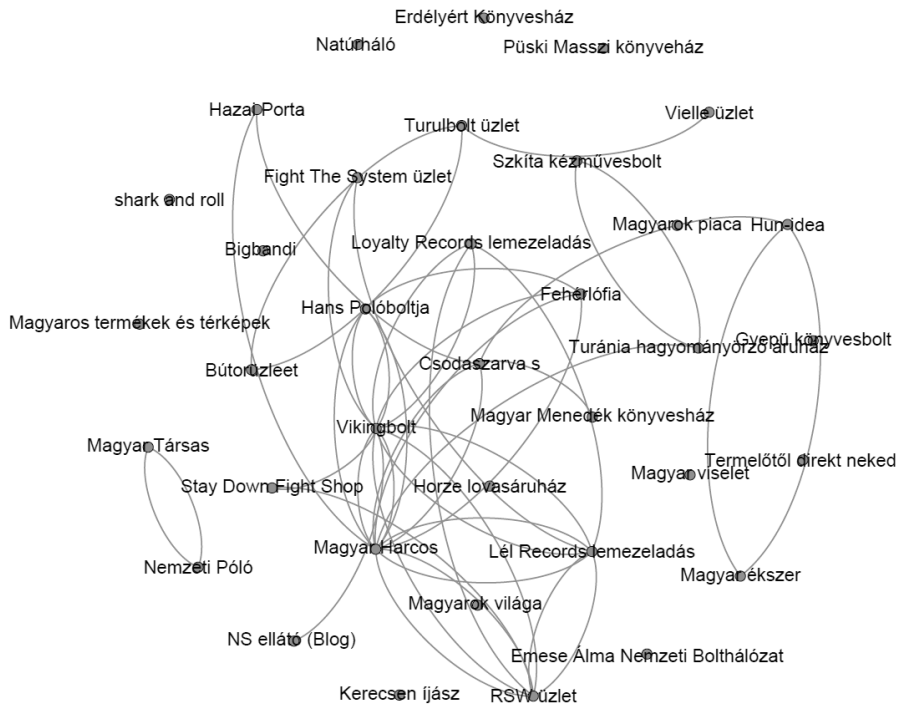 Erdélyért Könyvesház
Natúrháló
Püski Masszi könyveház
Hazai Porta
Turulbolt üzlet
Vielle üzlet
Szkíta kézművesbolt
Fight The System üzlet
shark and roll
Magyarok piaca
Hun-idea
Loyalty Records lemezeladás
Bigbandi
Fehérlófia
Hans Polóboltja
Magyaros termékek és térképek
Gyepü könyvesbolt
Turánia hagyományőrző áruház
Csodaszarva s
Bútorüzleet
Magyar Menedék könyvesház
Vikingbolt
Magyar Társas
Termelőtől direkt neked
Magyar viselet
Stay Down Fight Shop
Horze lovasáruház
Magyar Harcos
Lél Records lemezeladás
Nemzeti Póló
Magyar ékszer
Magyarok világa
NS ellátó (Blog)
Emese Álma Nemzeti Bolthálózat
Kerecsen íjász
RSW üzlet